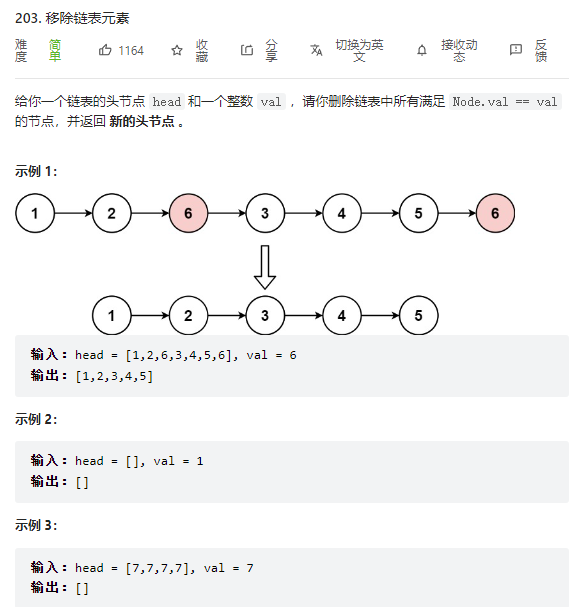 203. 移除链表元素
难度 简单 1164 收藏 分享 切换为英文 接收动态 反馈
给你一个链表的头节点 head 和一个整数 val ，请你删除链表中所有满足 Node.val == val
的节点，并返回 新的头节点 。
示例 1：
1 2 6 3 4 5 6
1 2 3 4 5
输入：head = [1,2,6,3,4,5,6], val = 6
输出：[1,2,3,4,5]
示例 2：
输入：head = [], val = 1
输出：[]
示例 3：
输入：head = [7,7,7,7], val = 7
输出：[]